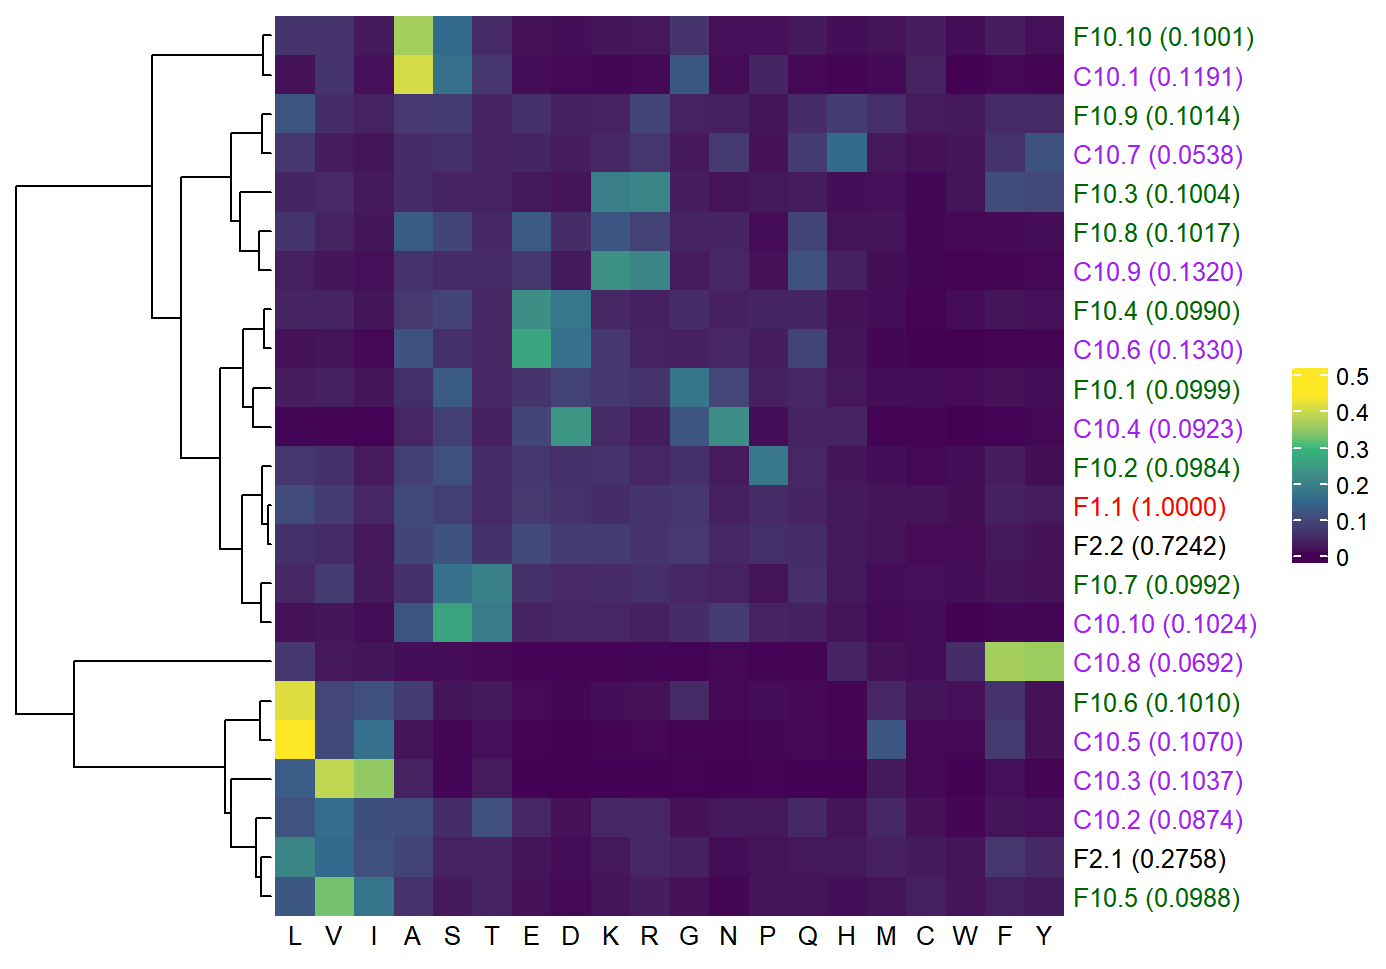 F10.10 (0.1001)
C10.1 (0.1191)
F10.9 (0.1014)
C10.7 (0.0538)
F10.3 (0.1004)
F10.8 (0.1017)
C10.9 (0.1320)
F10.4 (0.0990)
C10.6 (0.1330)
F10.1 (0.0999)
C10.4 (0.0923)
F10.2 (0.0984)
F1.1 (1.0000)
F2.2 (0.7242)
F10.7 (0.0992)
C10.10 (0.1024)
C10.8 (0.0692)
F10.6 (0.1010)
C10.5 (0.1070)
C10.3 (0.1037)
C10.2 (0.0874)
F2.1 (0.2758)
F10.5 (0.0988)
L V I A S T E D K R G N P Q H M C W F Y
0.5
0.4
0.3
0.2
0.1
0